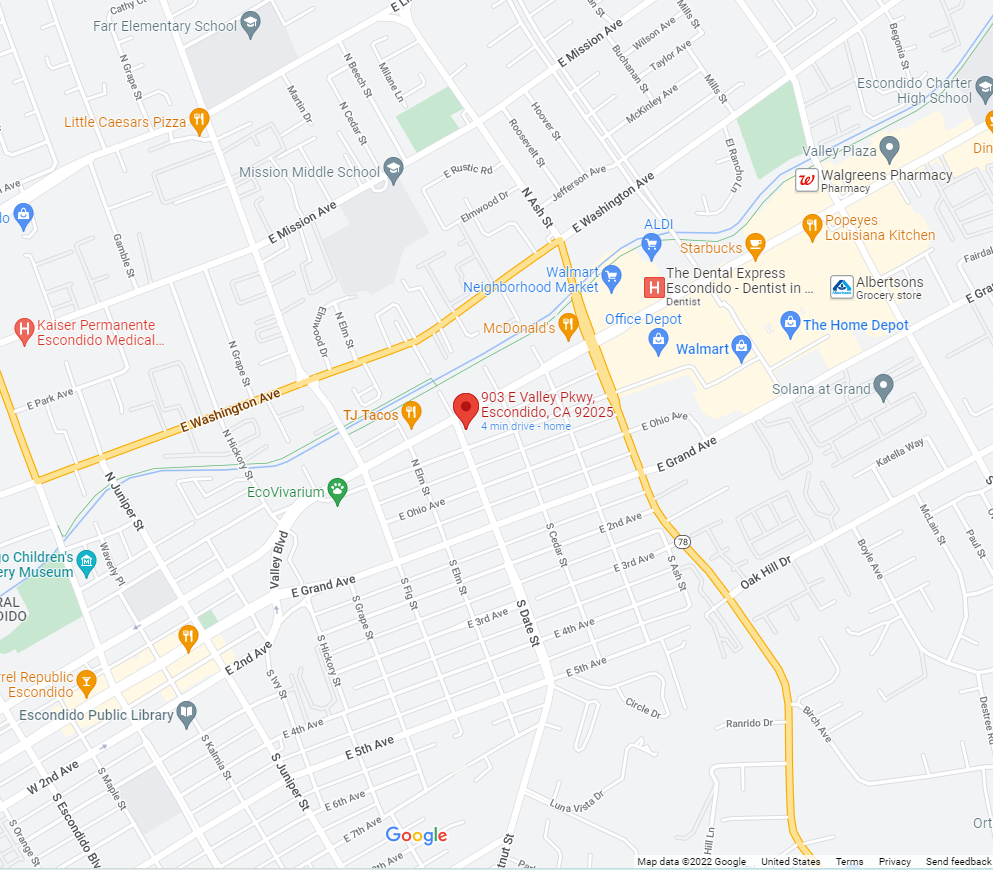 Cathy Ct
E Li
Mills St
Farr Elementary School
E Mission Ave
Wilson Ave
Begonia St
N Grape St
N Beech St
Milane Ln
Buchanan St
Taylor Ave
Mills St
Escondido Charter
High School
Martin Dr
N Cedar St
Hoover St
McKinley Ave
Little Caesars Pizza
Roosevelt St
El Rancho Ln
Valley Plaza
Din
Mission Middle School
E Rustic Rd
Jefferson Ave
Walgreens Pharmacy
Pharmacy
Ave
N Ash St
E Washington Ave
Elmwood Dr
lo
E Mission Ave
ALDI
Popeyes
Louisiana Kitchen
Gamble St
Starbucks
Fairdal
Walmart
Neighborhood Market
The Dental Express
Escondido - Dentist in ...
Dentist
Albertsons
Grocery store
E Gra
Kaiser Permanente
Escondido Medical...
Elmwood Dr
N Elm St
McDonald's
Office Depot
The Home Depot
N Grape St
Walmart
E Park Ave
Solana at Grand
E Washington Ave
TJ Tacos
903 E Valley Pkwy,
Escondido, CA 92025
4 min drive - home
E Ohio Ave
N Hickory St
E Grand Ave
Katella Way
N Juniper St
N Elm St
EcoVivarium
E Ohio Ave
E 2nd Ave
S Cedar St
McLain St
Paul St
78
Waverly Pl
Valley Blvd
E 3rd Ave
Boyle Ave
go Children's
ery Museum
S Elm St
S Ash St
Oak Hill Dr
E Grand Ave
S Fig St
RAL
DIDO
S Grape St
E 3rd Ave
S Date St
E 4th Ave
S Hickory St
E 2nd Ave
E 5th Ave
rrel Republic
Escondido
S Ivy St
Circle Dr
Destree Rd
Escondido Public Library
E 4th Ave
Ranrido Dr
Birch Ave
E 5th Ave
S Kalmia St
W 2nd Ave
S Maple St
S Juniper St
E 6th Ave
Luna Vista Dr
S Escondido Blv
E 7th Ave
Google
S Orange St
8th Ave
tnut St
Hill Ln
Ort
Map data ©2022 Google
United States
Terms
Privacy
Send feedback